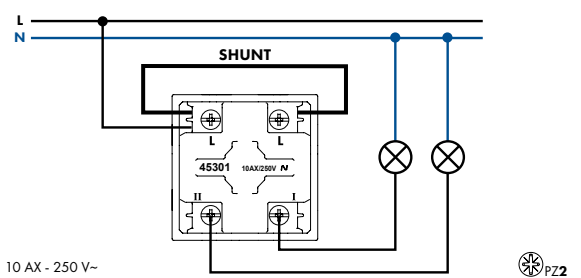 L
N
SHUNT
L L
45301 10AX/250V N
II I
10 AX - 250 V~
PZ2